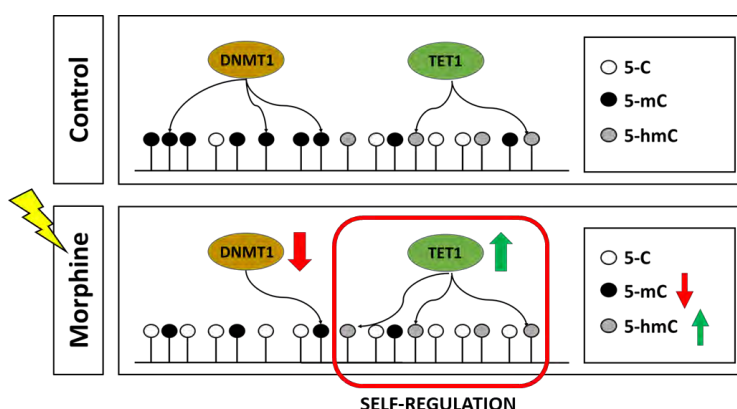 Control
DNMT1
TET1
5-C
5-mC
5-hmC
Morphine
DNMT1
TET1
5-C
5-mC
5-hmC
SELF-REGULATION